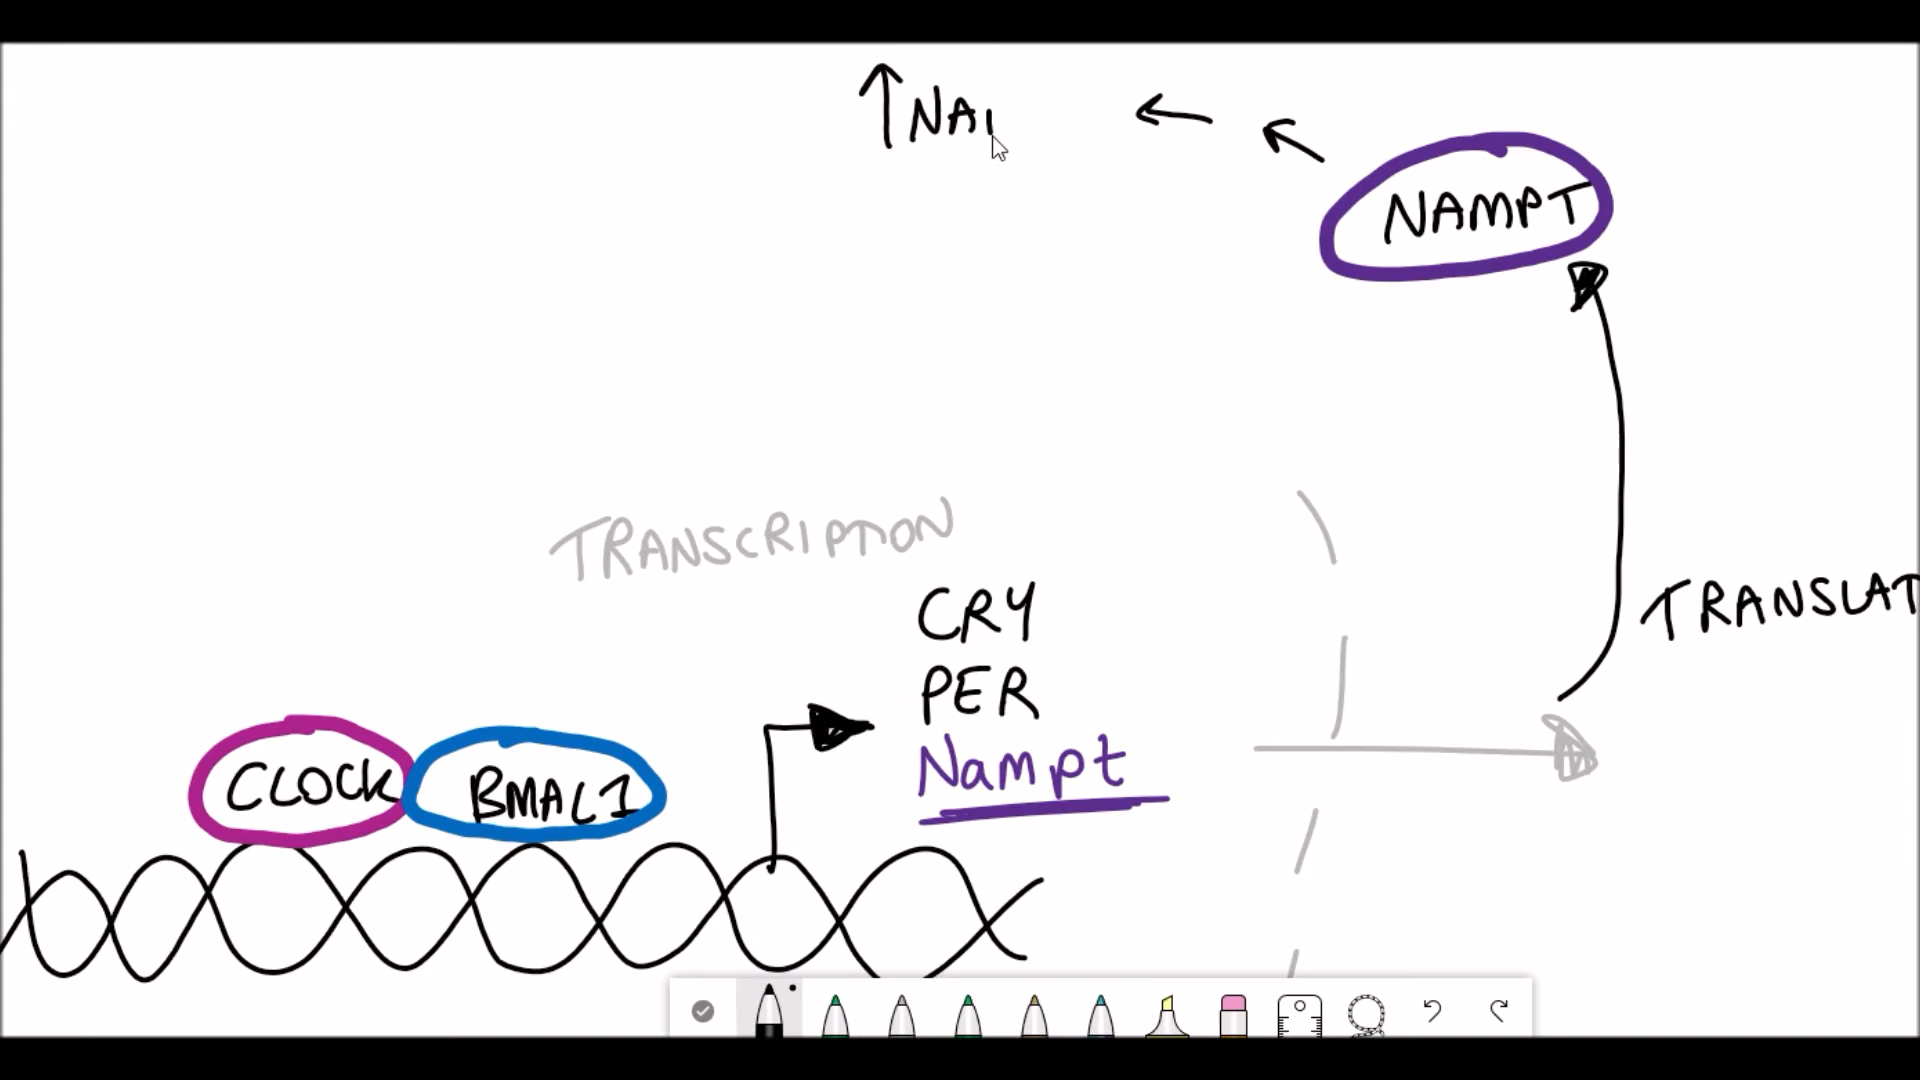 ↑NAI
NAMPT
TRANSCRIPTION
TRANSLAT
CRY
PER
Nampt
CLOCK
BMAL1